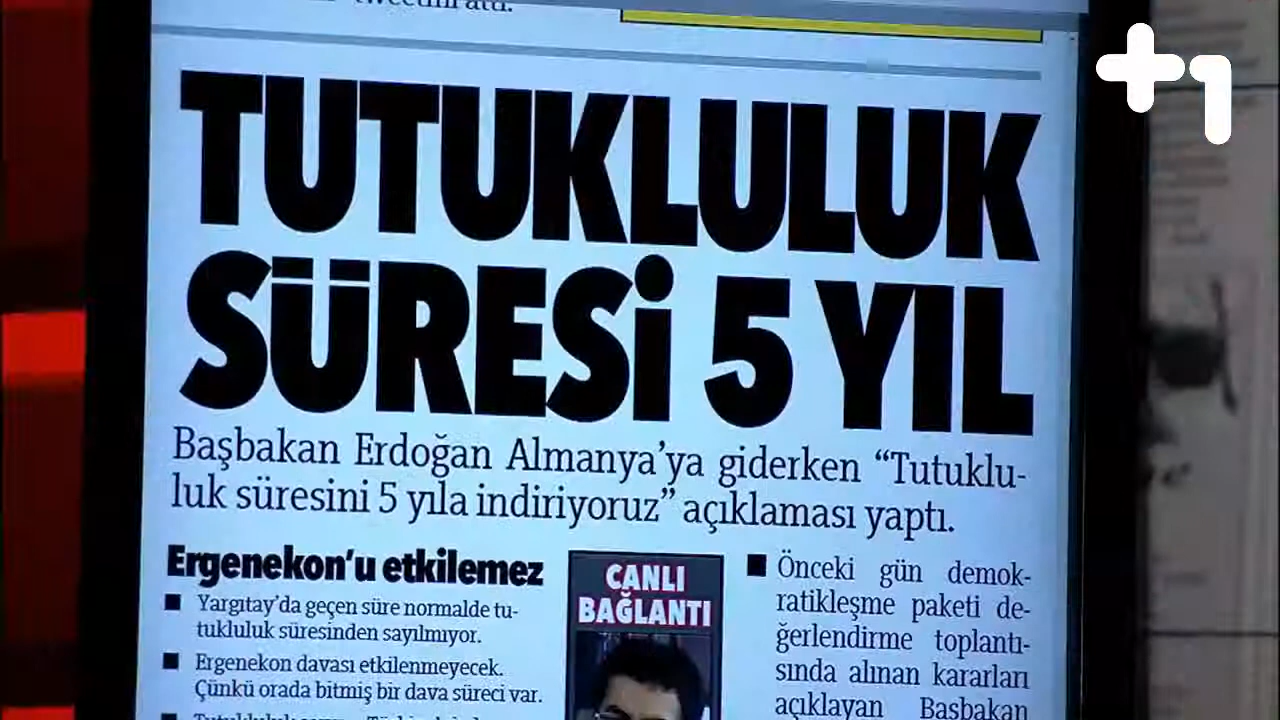 +1
TUTUKLULUK
SÜRESİ 5 YIL
Başbakan Erdoğan Almanya’ya giderken “Tutuklu-
luk süresini 5 yıla indiriyoruz” açıklaması yaptı.
Ergenekon’u etkilemez
■ Yargıtay’da geçen süre normalde tu-
tukluluk süresinden sayılmıyor.
■ Ergenekon davası etkilenmeyecek.
Çünkü orada bitmiş bir dava süreci var.
CANLI
BAĞLANTI
■ Önceki gün demok-
ratikleşme paketi de-
ğerlendirme toplantı-
sında alınan kararları
açıklayan Başbakan